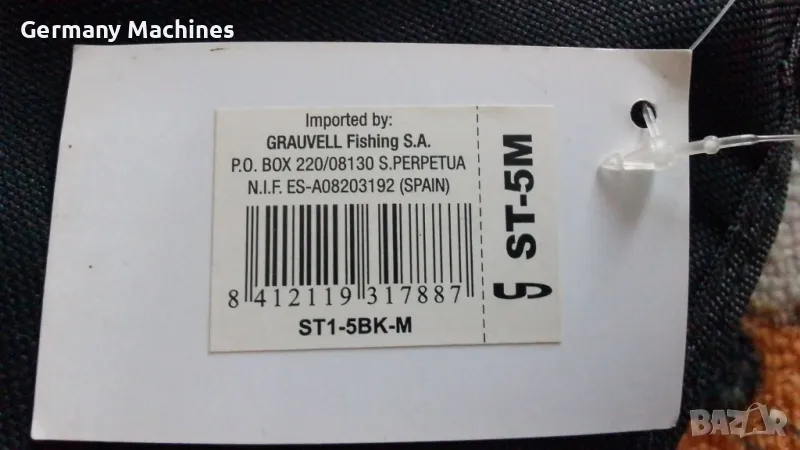 Germany Machines
Imported by:
GRAUVELL Fishing S.A.
P.O. BOX 220/08130 S.PERPETUA
N.I.F. ES-A08203192 (SPAIN)
8 412119 317887
ST1-5BK-M
ST-5M
BAZAR